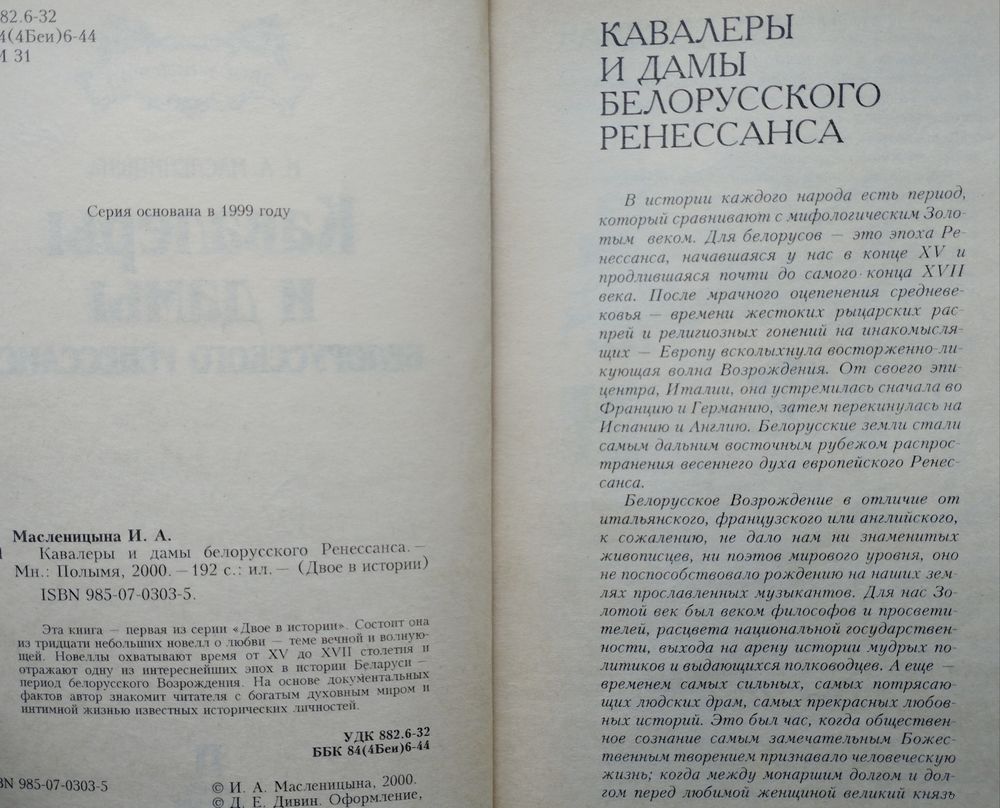 82.6-32
4(4Беи)6-44
31
Серия основана в 1999 году
Масленицына И. А.
Кавалеры и дамы белорусского Ренессанса. —
Мн.: Полымя, 2000. — 192 с.: ил. — (Двое в истории)
ISBN 985-07-0303-5.
Эта книга — первая из серии «Двое в истории». Состоит она
из тридцати небольших новелл о любви — теме вечной и волную-
щей. Новеллы охватывают время от XV до XVII столетия и
отражают одну из интереснейших эпох в истории Беларуси —
период белорусского Возрождения. На основе документальных
фактов автор знакомит читателя с богатым духовным миром и
интимной жизнью известных исторических личностей.
УДК 882.6-32
ББК 84(4Беи)6-44
BN 985-07-0303-5
© И. А. Масленицына, 2000.
© Д. Е. Дивин. Оформление,
КАВАЛЕРЫ
И ДАМЫ
БЕЛОРУССКОГО
РЕНЕССАНСА
В истории каждого народа есть период,
который сравнивают с мифологическим Золо-
тым веком. Для белорусов — это эпоха Ре-
нессанса, начавшаяся у нас в конце XV и
продлившаяся почти до самого конца XVII
века. После мрачного оцепенения средневе-
ковья — времени жестоких рыцарских рас-
прей и религиозных гонений на инакомысля-
щих — Европу всколыхнула восторженно-ли-
кующая волна Возрождения. От своего эпи-
центра, Италии, она устремилась сначала во
Францию и Германию, затем перекинулась на
Испанию и Англию. Белорусские земли стали
самым дальним восточным рубежом распрос-
транения весеннего духа европейского Ренес-
санса.
Белорусское Возрождение в отличие от
итальянского, французского или английского,
к сожалению, не дало нам ни знаменитых
живописцев, ни поэтов мирового уровня, оно
не поспособствовало рождению на наших зем-
лях прославленных музыкантов. Для нас Зо-
лотой век был веком философов и просвети-
телей, расцвета национальной государствен-
ности, выхода на арену истории мудрых по-
литиков и выдающихся полководцев. А еще —
временем самых сильных, самых потрясаю-
щих людских драм, самых прекрасных любов-
ных историй. Это был час, когда обществен-
ное сознание самым замечательным Божес-
твенным творением признавало человеческую
жизнь; когда между монаршим долгом и дол-
гом перед любимой женщиной великий князь